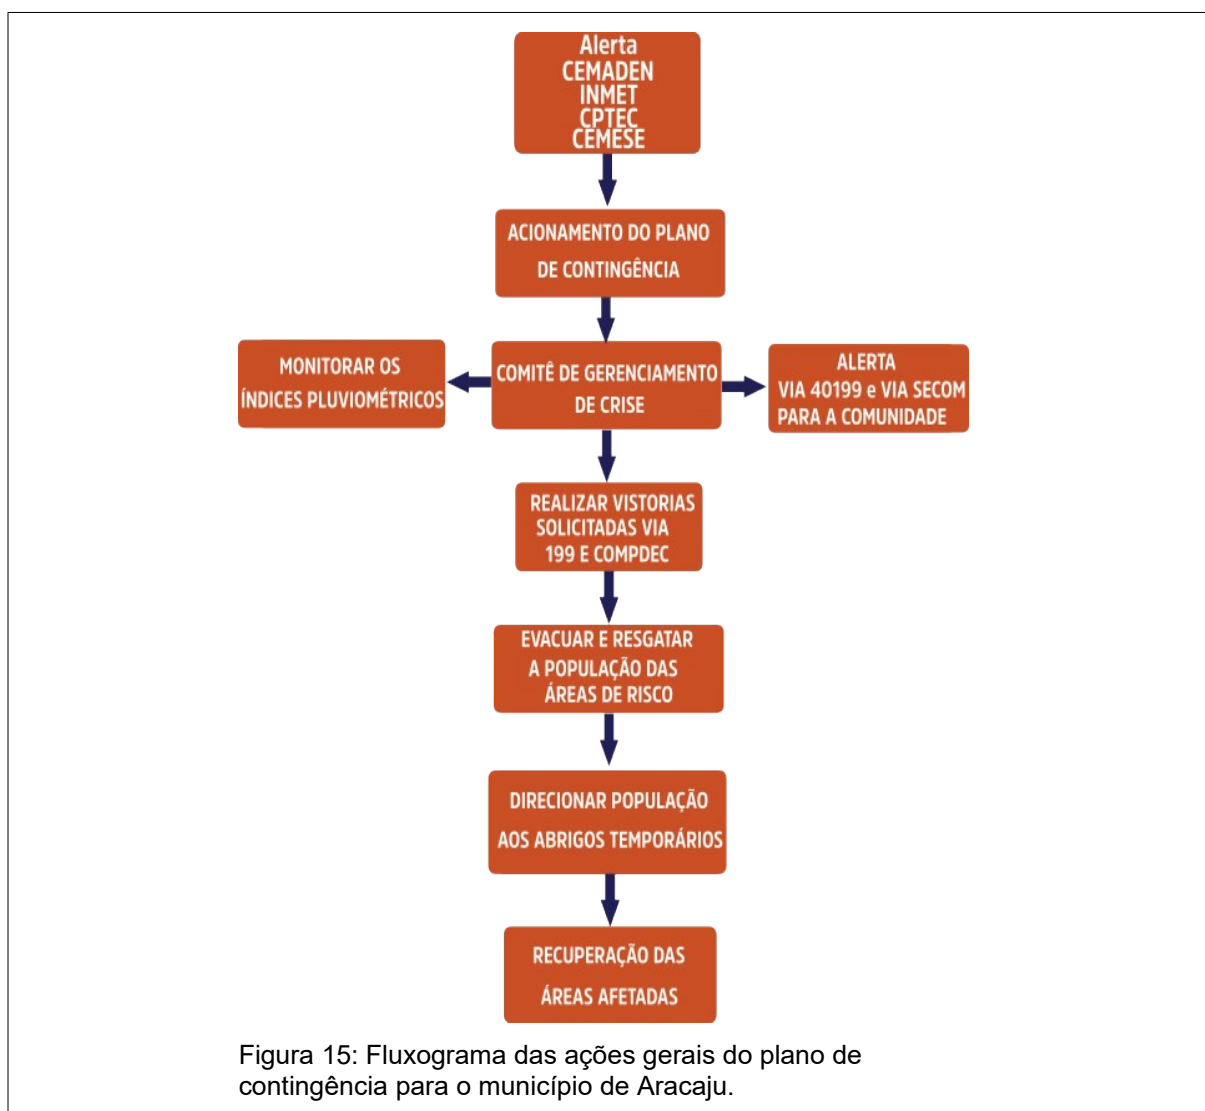 Alerta
CEMADEN
INMET
CPTEC
CEMESE
ACIONAMENTO DO PLANO
DE CONTINGÊNCIA
MONITORAR OS
ÍNDICES PLUVIOMÉTRICOS
COMITÊ DE GERENCIAMENTO
DE CRISE
ALERTA
VIA 40199 e VIA SECOM
PARA A COMUNIDADE
REALIZAR VISTORIAS
SOLICITADAS VIA
199 E COMPDEC
EVACUAR E RESGATAR
A POPULAÇÃO DAS
ÁREAS DE RISCO
DIRECIONAR POPULAÇÃO
AOS ABRIGOS TEMPORÁRIOS
RECUPERAÇÃO DAS
ÁREAS AFETADAS
Figura 15: Fluxograma das ações gerais do plano de
contingência para o município de Aracaju.